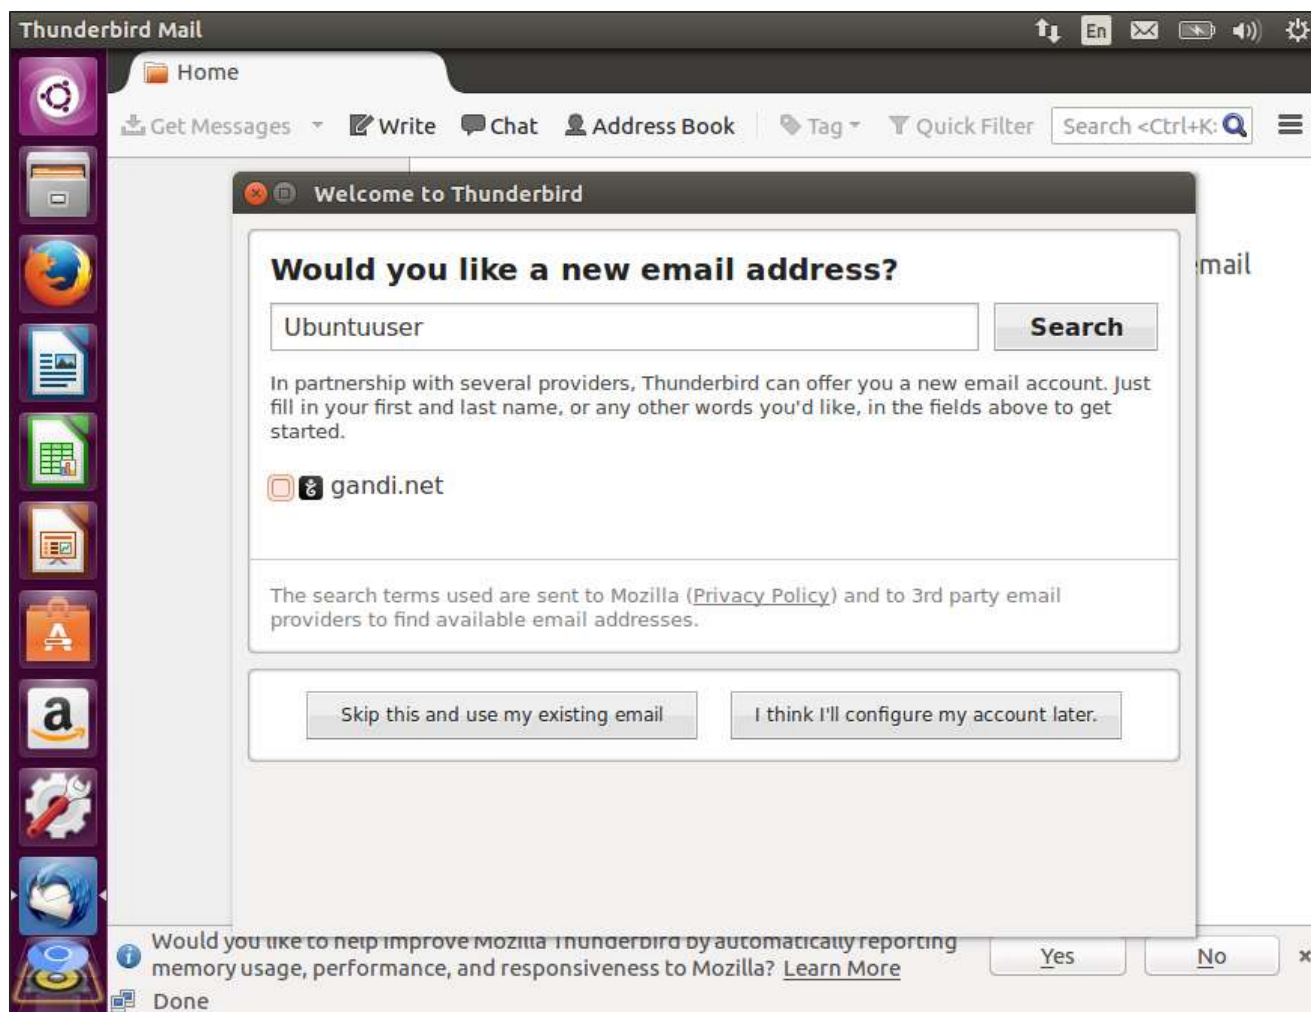 Thunderbird Mail
En
Home
Get Messages Write Chat Address Book Tag Quick Filter Search <Ctrl+K:
Welcome to Thunderbird
Would you like a new email address?
Ubuntuuser Search
In partnership with several providers, Thunderbird can offer you a new email account. Just
fill in your first and last name, or any other words you'd like, in the fields above to get
started.
gandi.net
The search terms used are sent to Mozilla (Privacy Policy) and to 3rd party email
providers to find available email addresses.
Skip this and use my existing email I think I'll configure my account later.
email
Would you like to help improve Mozilla Thunderbird by automatically reporting
memory usage, performance, and responsiveness to Mozilla? Learn More
Yes No
Done